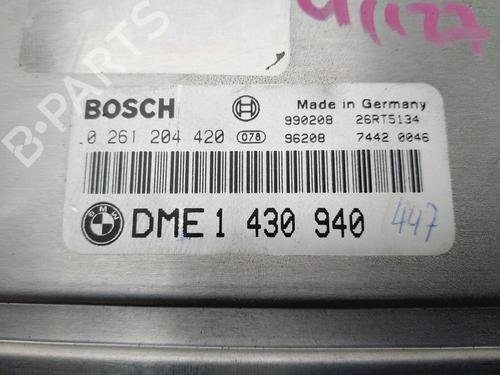 BOSCH
Made in Germany
990208 26RT5134
0 261 204 420 078 96208 7442 0046
BMW
DME 1 430 940
447
B-PARTS